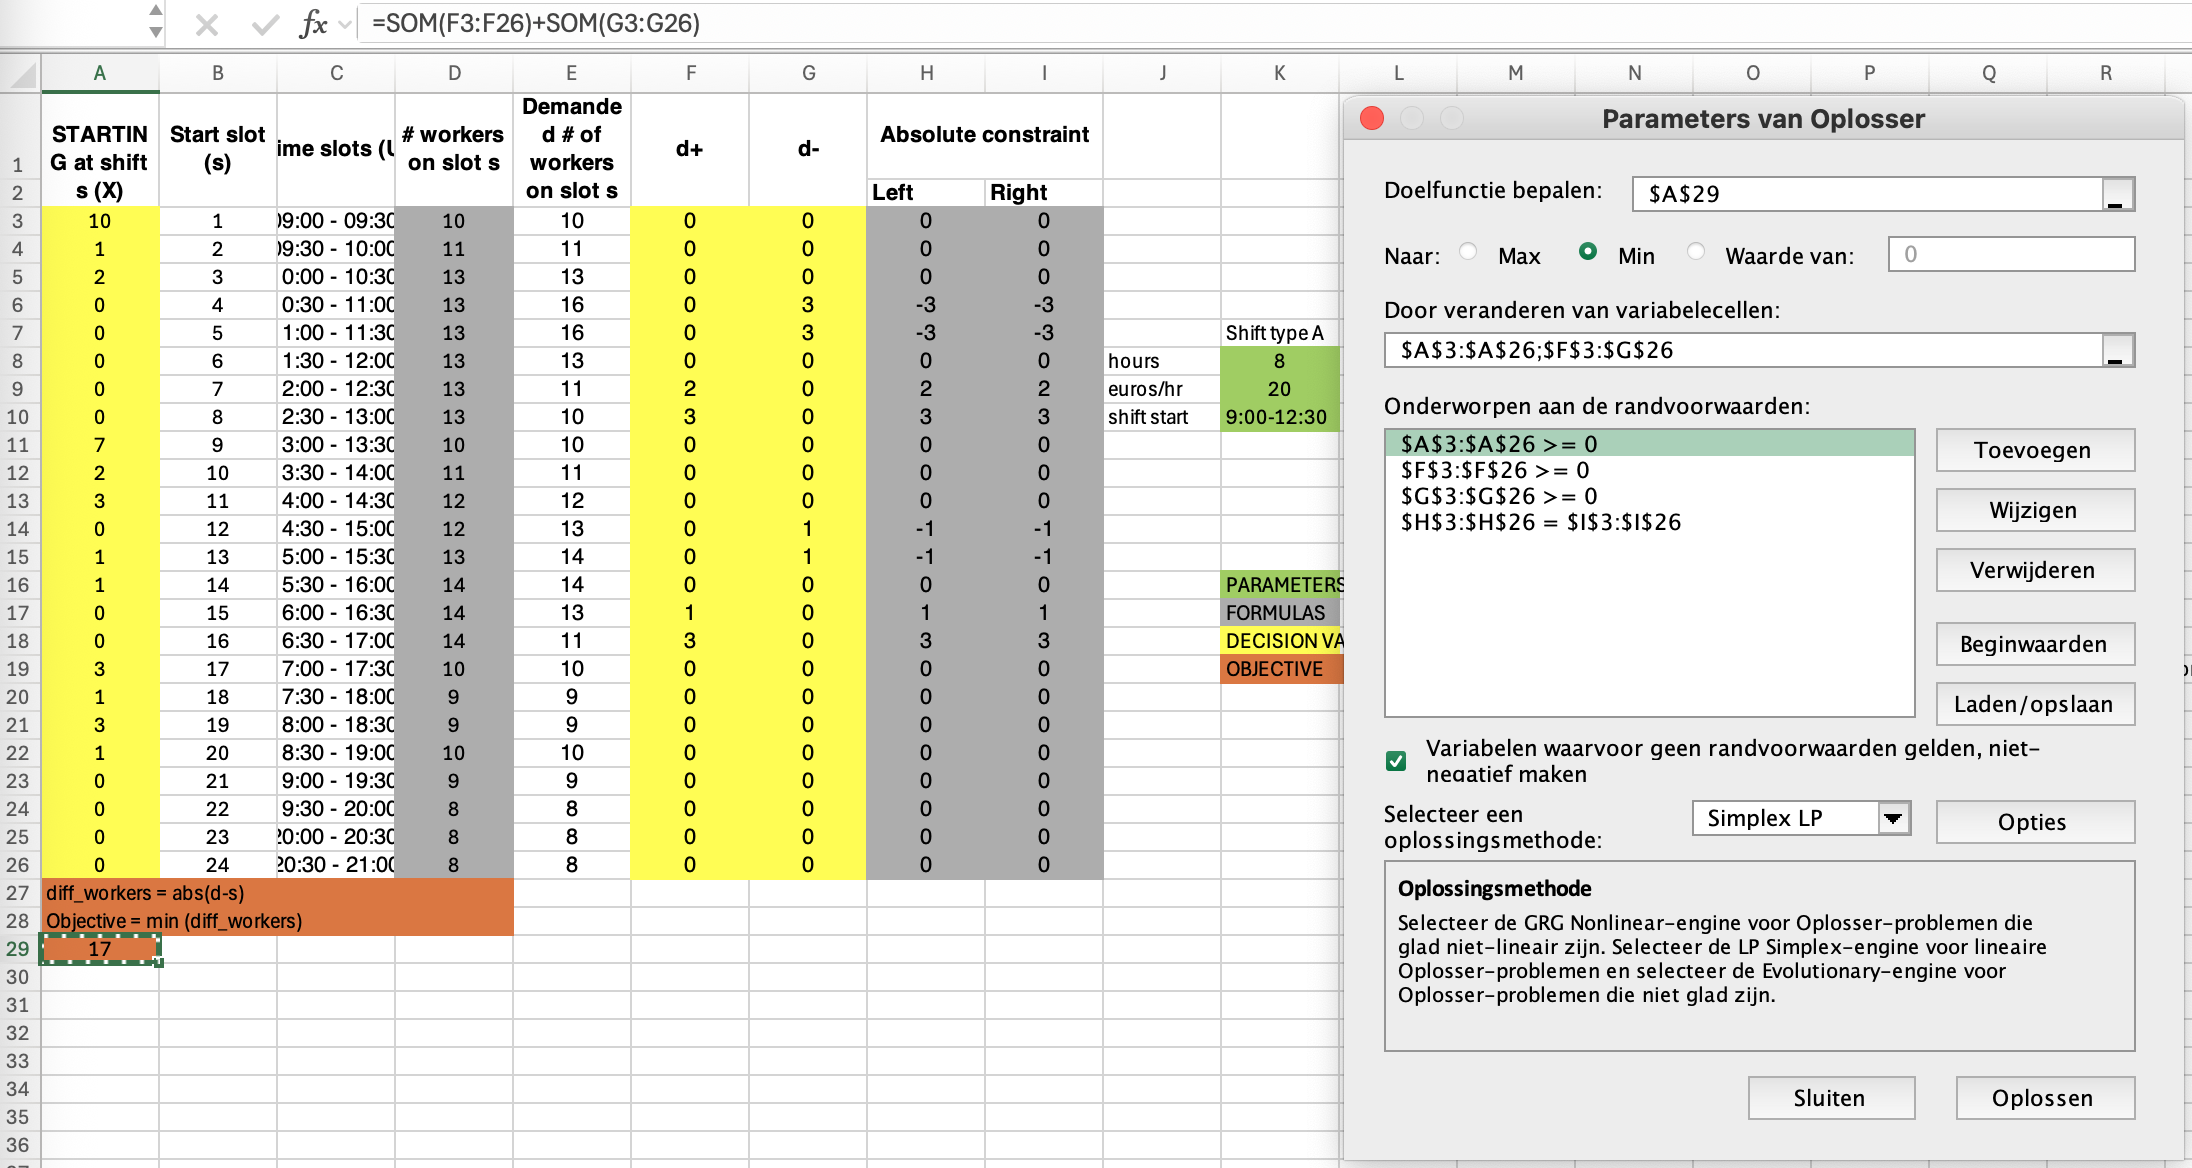 fx =SOM(F3:F26)+SOM(G3:G26)
A B C D E F G H I J K L M N O P Q R
1 STARTIN G at shift s (X) Start slot (s) ime slots (U # workers on slot s Demande d # of workers on slot s d+ d- Absolute constraint
2 Left Right
3 10 1 09:00 - 09:30 10 10 0 0 0 0
4 1 2 09:30 - 10:00 11 11 0 0 0 0
5 2 3 0:00 - 10:30 13 13 0 0 0 0
6 0 4 0:30 - 11:00 13 16 0 3 -3 -3
7 0 5 1:00 - 11:30 13 16 0 3 -3 -3 Shift type A
8 0 6 1:30 - 12:00 13 13 0 0 0 0 hours 8
9 0 7 2:00 - 12:30 13 11 2 0 2 2 euros/hr 20
10 0 8 2:30 - 13:00 13 10 3 0 3 3 shift start 9:00-12:30
11 7 9 3:00 - 13:30 10 10 0 0 0 0
12 2 10 3:30 - 14:00 11 11 0 0 0 0
13 3 11 4:00 - 14:30 12 12 0 0 0 0
14 0 12 4:30 - 15:00 12 13 0 1 -1 -1
15 1 13 5:00 - 15:30 13 14 0 1 -1 -1
16 1 14 5:30 - 16:00 14 14 0 0 0 0 PARAMETERS
17 0 15 6:00 - 16:30 14 13 1 0 1 1 FORMULAS
18 0 16 6:30 - 17:00 14 11 3 0 3 3 DECISION VA
19 3 17 7:00 - 17:30 10 10 0 0 0 0 OBJECTIVE
20 1 18 7:30 - 18:00 9 9 0 0 0 0
21 3 19 8:00 - 18:30 9 9 0 0 0 0
22 1 20 8:30 - 19:00 10 10 0 0 0 0
23 0 21 9:00 - 19:30 9 9 0 0 0 0
24 0 22 9:30 - 20:00 8 8 0 0 0 0
25 0 23 20:00 - 20:30 8 8 0 0 0 0
26 0 24 20:30 - 21:00 8 8 0 0 0 0
27 diff_workers = abs(d-s)
28 Objective = min (diff_workers)
29 17
30
31
32
33
34
35
36
Parameters van Oplosser
Doelfunctie bepalen: $A$29
Naar: Max Min Waarde van: 0
Door veranderen van variabelecellen:
$A$3:$A$26;$F$3:$G$26
Onderworpen aan de randvoorwaarden:
$A$3:$A$26 >= 0
$F$3:$F$26 >= 0
$G$3:$G$26 >= 0
$H$3:$H$26 = $I$3:$I$26
Toevoegen
Wijzigen
Verwijderen
Beginwaarden
Laden/opslaan
Variabelen waarvoor geen randvoorwaarden gelden, niet-
negatief maken
Selecteer een
oplossingsmethode: Simplex LP Opties
Oplossingsmethode
Selecteer de GRG Nonlinear-engine voor Oplosser-problemen die
glad niet-lineair zijn. Selecteer de LP Simplex-engine voor lineaire
Oplosser-problemen en selecteer de Evolutionary-engine voor
Oplosser-problemen die niet glad zijn.
Sluiten Oplossen